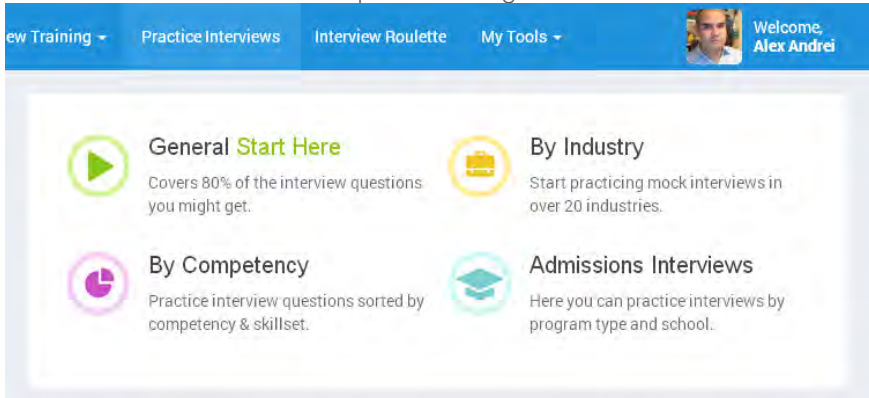 ew Training
Practice Interviews
Interview Roulette
My Tools
Welcome,
Alex Andrei
General Start Here
Covers 80% of the interview questions
you might get.
By Industry
Start practicing mock interviews in
over 20 industries.
By Competency
Practice interview questions sorted by
competency & skillset.
Admissions Interviews
Here you can practice interviews by
program type and school.